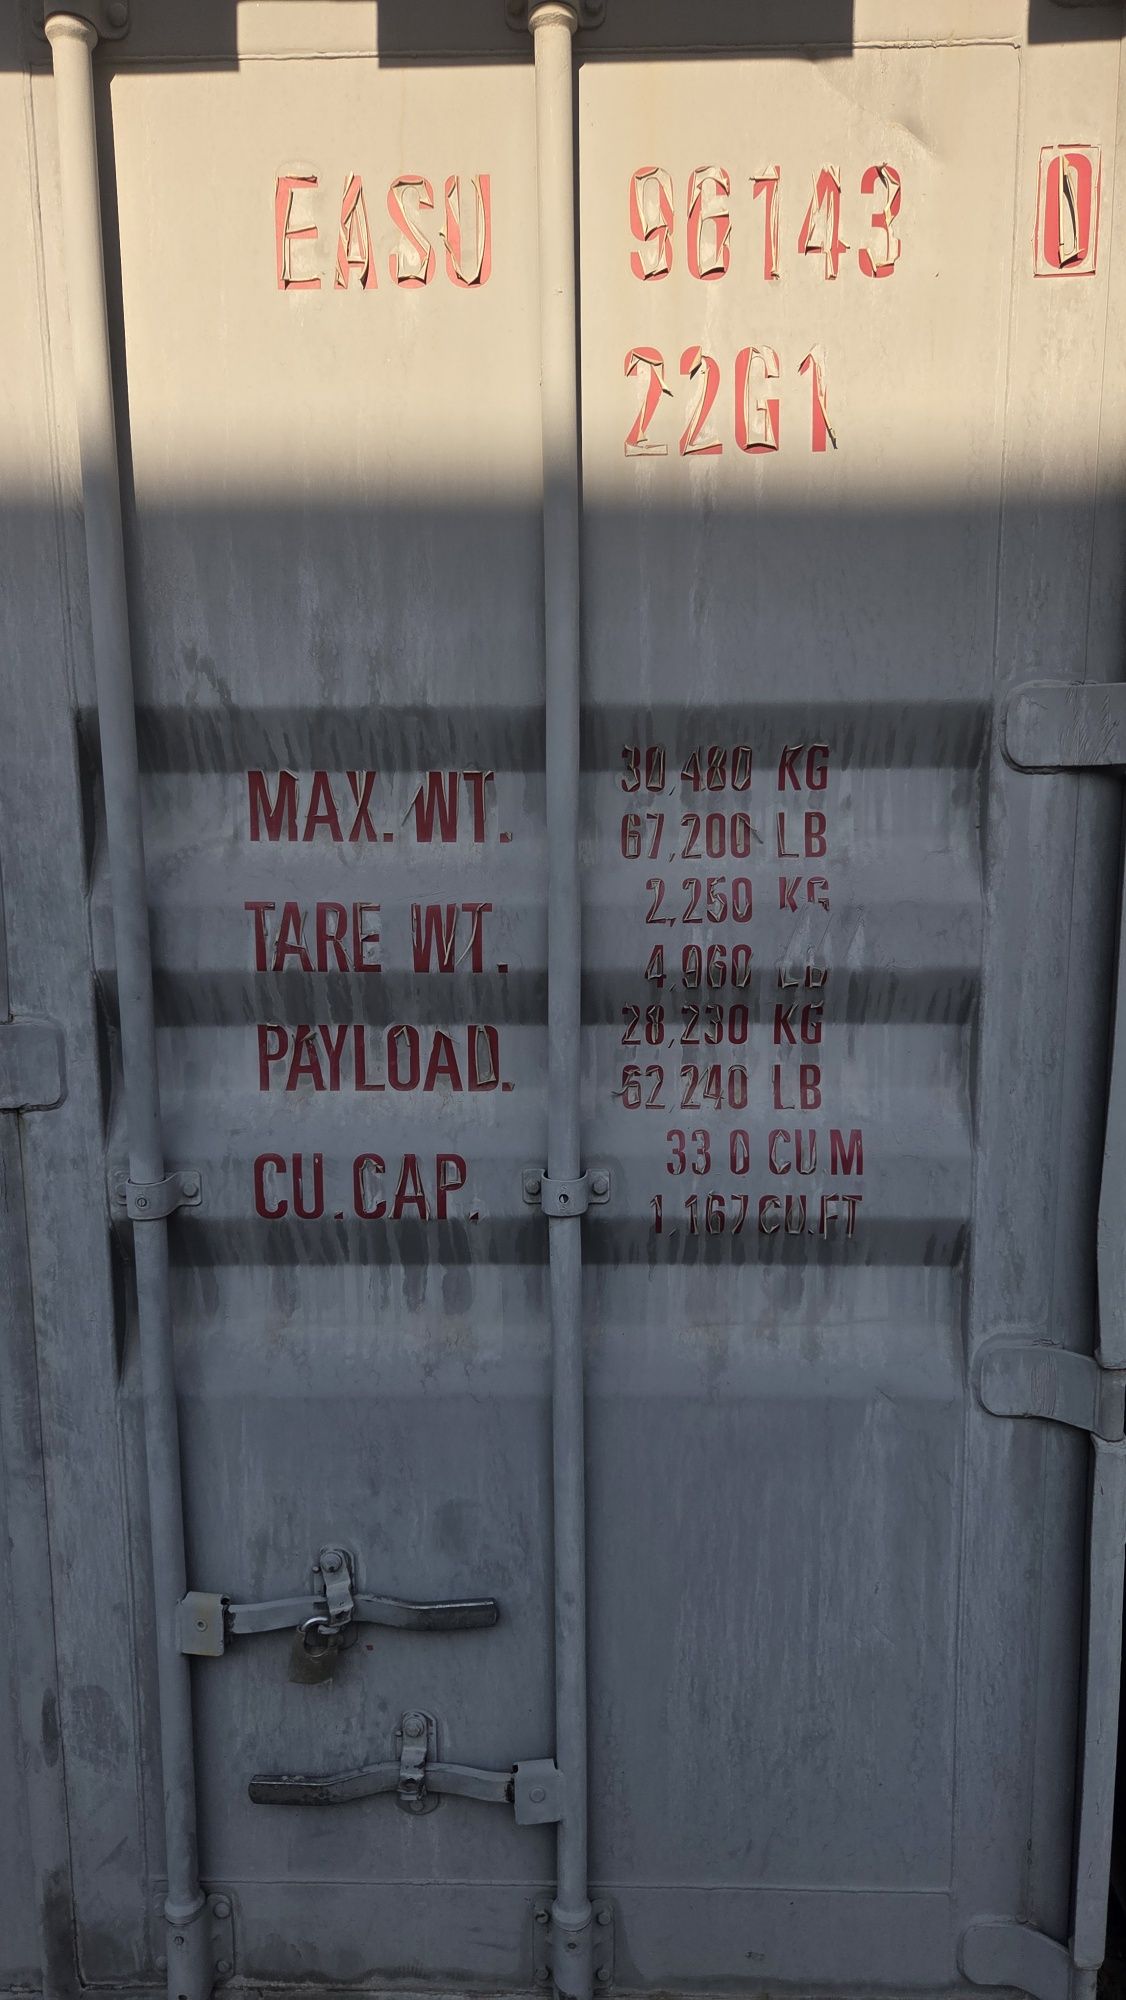 EASU 96143 0
22G1
MAX. WT. 30,480 KG
67,200 LB
TARE WT. 2,250 KG
4,960 LB
PAYLOAD. 28,230 KG
62,240 LB
CU.CAP. 33 0 CU M
1,167 CU.FT